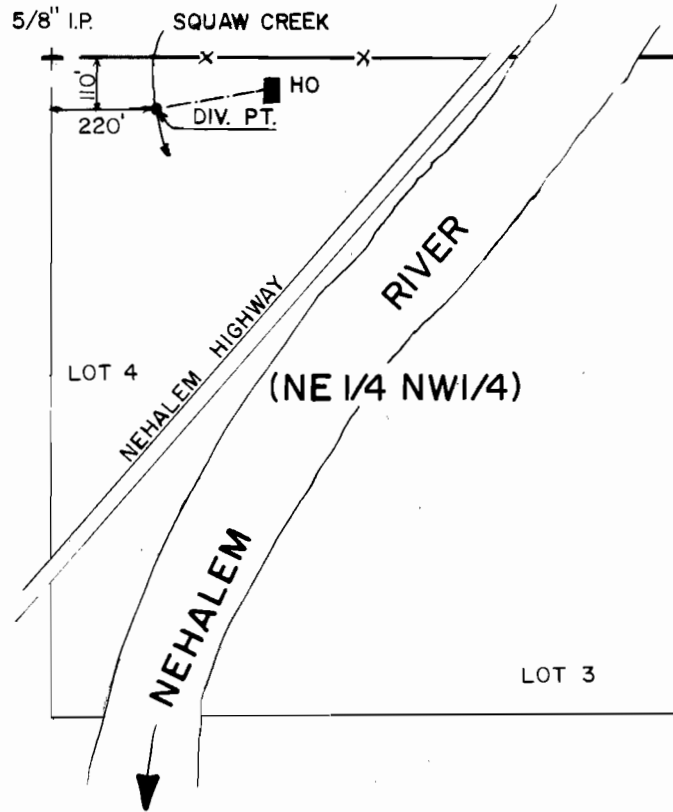 5/8" I.P.
SQUAW CREEK
110'
HO
220'
DIV. PT.
RIVER
NEHALEM HIGHWAY
LOT 4
(NE 1/4 NW1/4)
NEHALEM
LOT 3